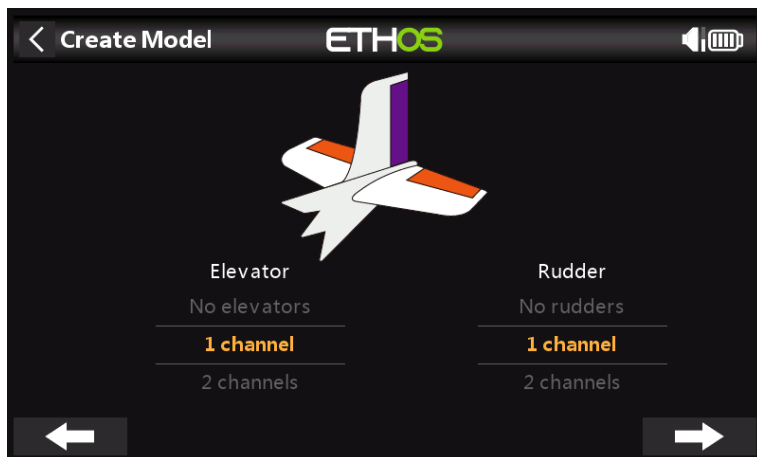 Create Model ETHOS
Elevator Rudder
No elevators No rudders
1 channel 1 channel
2 channels 2 channels